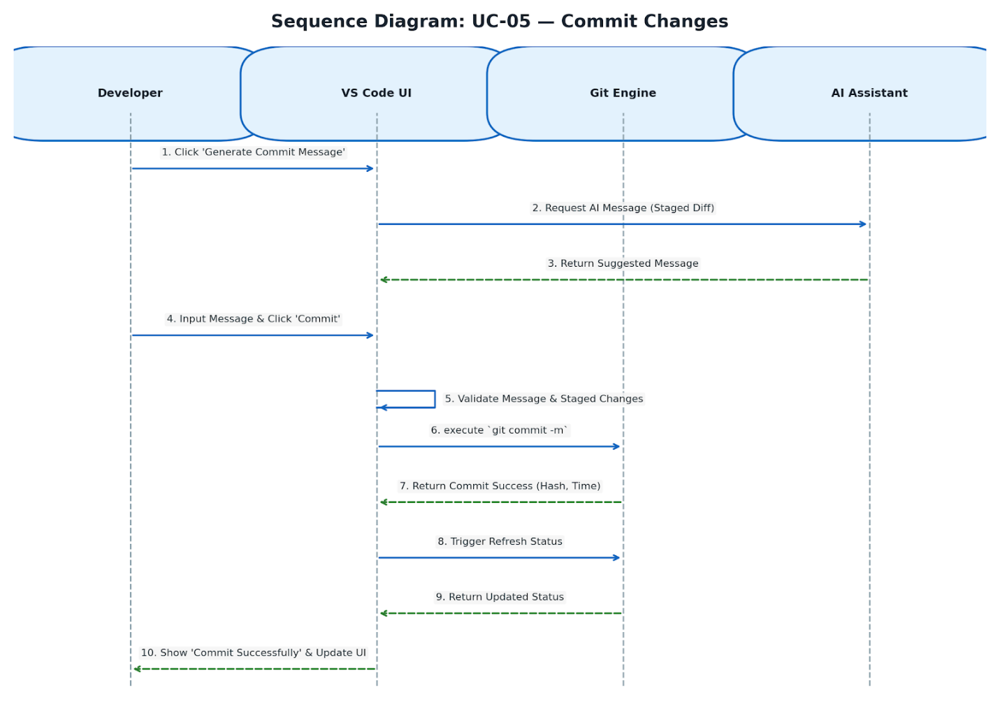 Sequence Diagram: UC-05 — Commit Changes
Developer
VS Code UI
Git Engine
AI Assistant
1. Click 'Generate Commit Message'
2. Request AI Message (Staged Diff)
3. Return Suggested Message
4. Input Message & Click 'Commit'
5. Validate Message & Staged Changes
6. execute `git commit -m`
7. Return Commit Success (Hash, Time)
8. Trigger Refresh Status
9. Return Updated Status
10. Show 'Commit Successfully' & Update UI